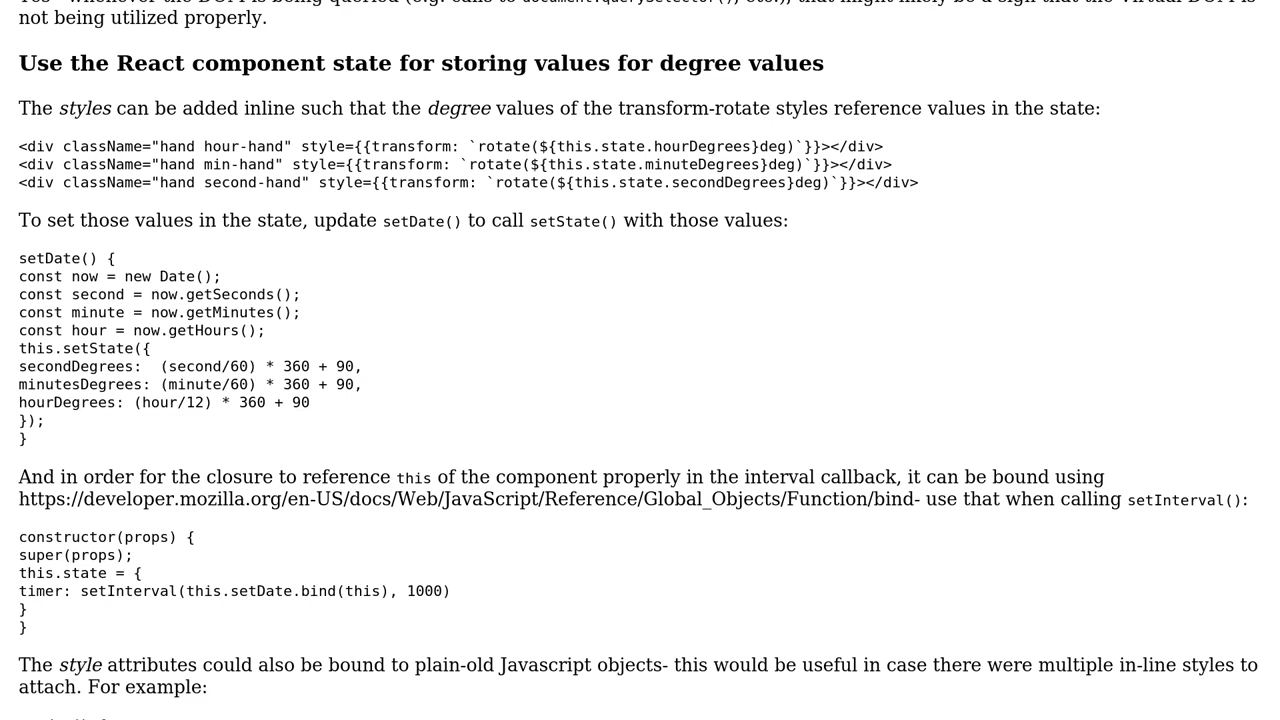 not being utilized properly.
Use the React component state for storing values for degree values
The styles can be added inline such that the degree values of the transform-rotate styles reference values in the state:
<div className="hand hour-hand" style={{transform: `rotate(${this.state.hourDegrees}deg)`}}></div>
<div className="hand min-hand" style={{transform: `rotate(${this.state.minuteDegrees}deg)`}}></div>
<div className="hand second-hand" style={{transform: `rotate(${this.state.secondDegrees}deg)`}}></div>
To set those values in the state, update setDate() to call setState() with those values:
setDate() {
const now = new Date();
const second = now.getSeconds();
const minute = now.getMinutes();
const hour = now.getHours();
this.setState({
secondDegrees:  (second/60) * 360 + 90,
minutesDegrees: (minute/60) * 360 + 90,
hourDegrees: (hour/12) * 360 + 90
});
}
And in order for the closure to reference this of the component properly in the interval callback, it can be bound using
https://developer.mozilla.org/en-US/docs/Web/JavaScript/Reference/Global_Objects/Function/bind- use that when calling setInterval():
constructor(props) {
super(props);
this.state = {
timer: setInterval(this.setDate.bind(this), 1000)
}
}
The style attributes could also be bound to plain-old Javascript objects- this would be useful in case there were multiple in-line styles to
attach. For example: